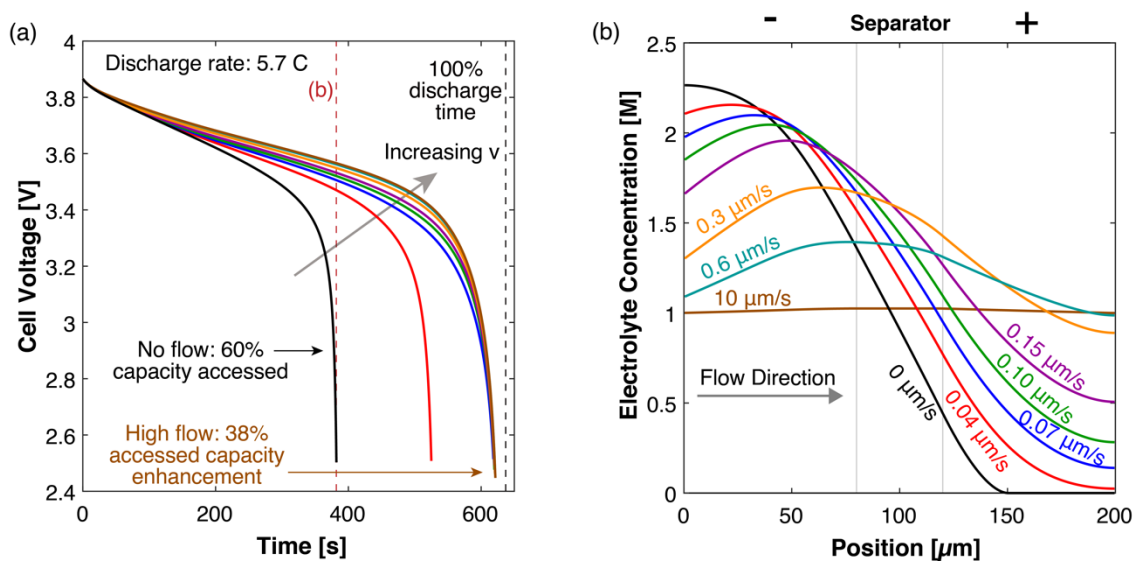 (a)
Discharge rate: 5.7 C
(b)
100%
discharge
time
Increasing v
No flow: 60%
capacity accessed
High flow: 38%
accessed capacity
enhancement
4
3.8
3.6
3.4
3.2
3
2.8
2.6
2.4
Cell Voltage [V]
0
200
400
600
Time [s]
(b)
-
Separator
+
2.5
2
1.5
1
0.5
0
Electrolyte Concentration [M]
0.3 µm/s
0.6 µm/s
10 µm/s
Flow Direction
0 µm/s
0.04 µm/s
0.07 µm/s
0.10 µm/s
0.15 µm/s
0
50
100
150
200
Position [µm]